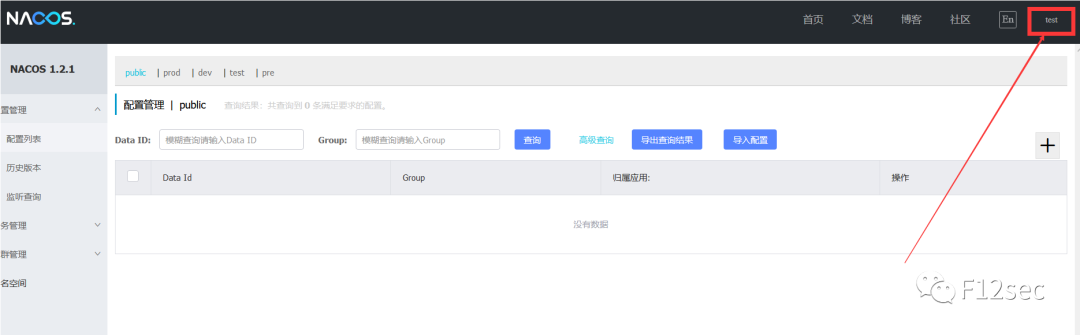 NACOS. 首页 文档 博客 社区 En test
NACOS 1.2.1
public | prod | dev | test | pre
置管理
配置管理 | public 查询结果：共查询到 0 条满足要求的配置。
配置列表
Data ID: 模糊查询请输入Data ID Group: 模糊查询请输入Group 查询 高级查询 导出查询结果 导入配置 +
历史版本
Data Id Group 归属应用: 操作
监听查询
务管理
没有数据
群管理
名空间
F12sec